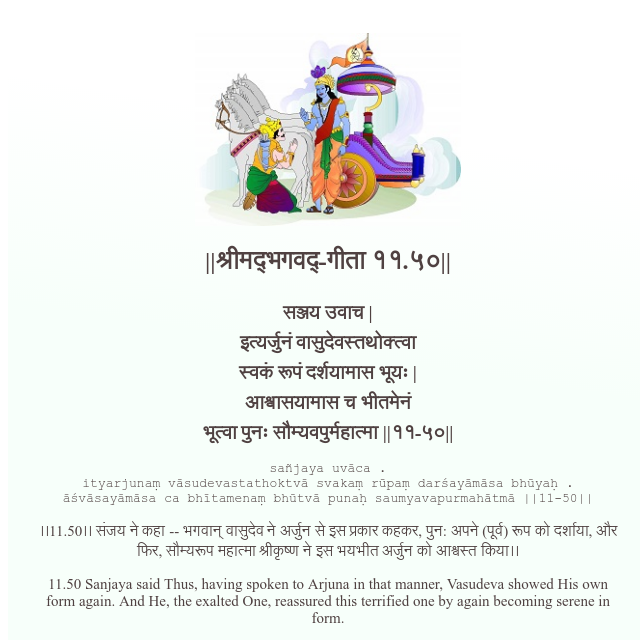 ||श्रीमद्‍भगवद्‍-गीता ११.५०||
सञ्जय उवाच |
इत्यर्जुनं वासुदेवस्तथोक्त्वा
स्वकं रूपं दर्शयामास भूयः |
आश्वासयामास च भीतमेनं
भूत्वा पुनः सौम्यवपुर्महात्मा ||११-५०||
sañjaya uvāca .
ityarjunaṃ vāsudevastathoktvā svakaṃ rūpaṃ darśayāmāsa bhūyaḥ .
āśvāsayāmāsa ca bhītamenaṃ bhūtvā punaḥ saumyavapurmahātmā ||11-50||
।।11.50।। संजय ने कहा -- भगवान् वासुदेव ने अर्जुन से इस प्रकार कहकर, पुन: अपने (पूर्व) रूप को दर्शाया, और
फिर, सौम्यरूप महात्मा श्रीकृष्ण ने इस भयभीत अर्जुन को आश्वस्त किया।।
11.50 Sanjaya said Thus, having spoken to Arjuna in that manner, Vasudeva showed His own
form again. And He, the exalted One, reassured this terrified one by again becoming serene in
form.